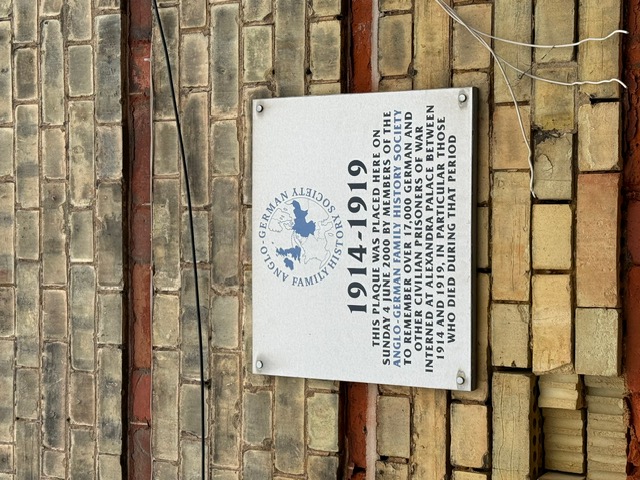 ANGLO-GERMAN FAMILY HISTORY SOCIETY
1914-1919
THIS PLAQUE WAS PLACED HERE ON
SUNDAY 4 JUNE 2000 BY MEMBERS OF THE
ANGLO-GERMAN FAMILY HISTORY SOCIETY
TO REMEMBER OVER 17,000 GERMAN AND
OTHER CIVILIAN PRISONERS OF WAR
INTERNED AT ALEXANDRA PALACE BETWEEN
1914 AND 1919, IN PARTICULAR THOSE
WHO DIED DURING THAT PERIOD